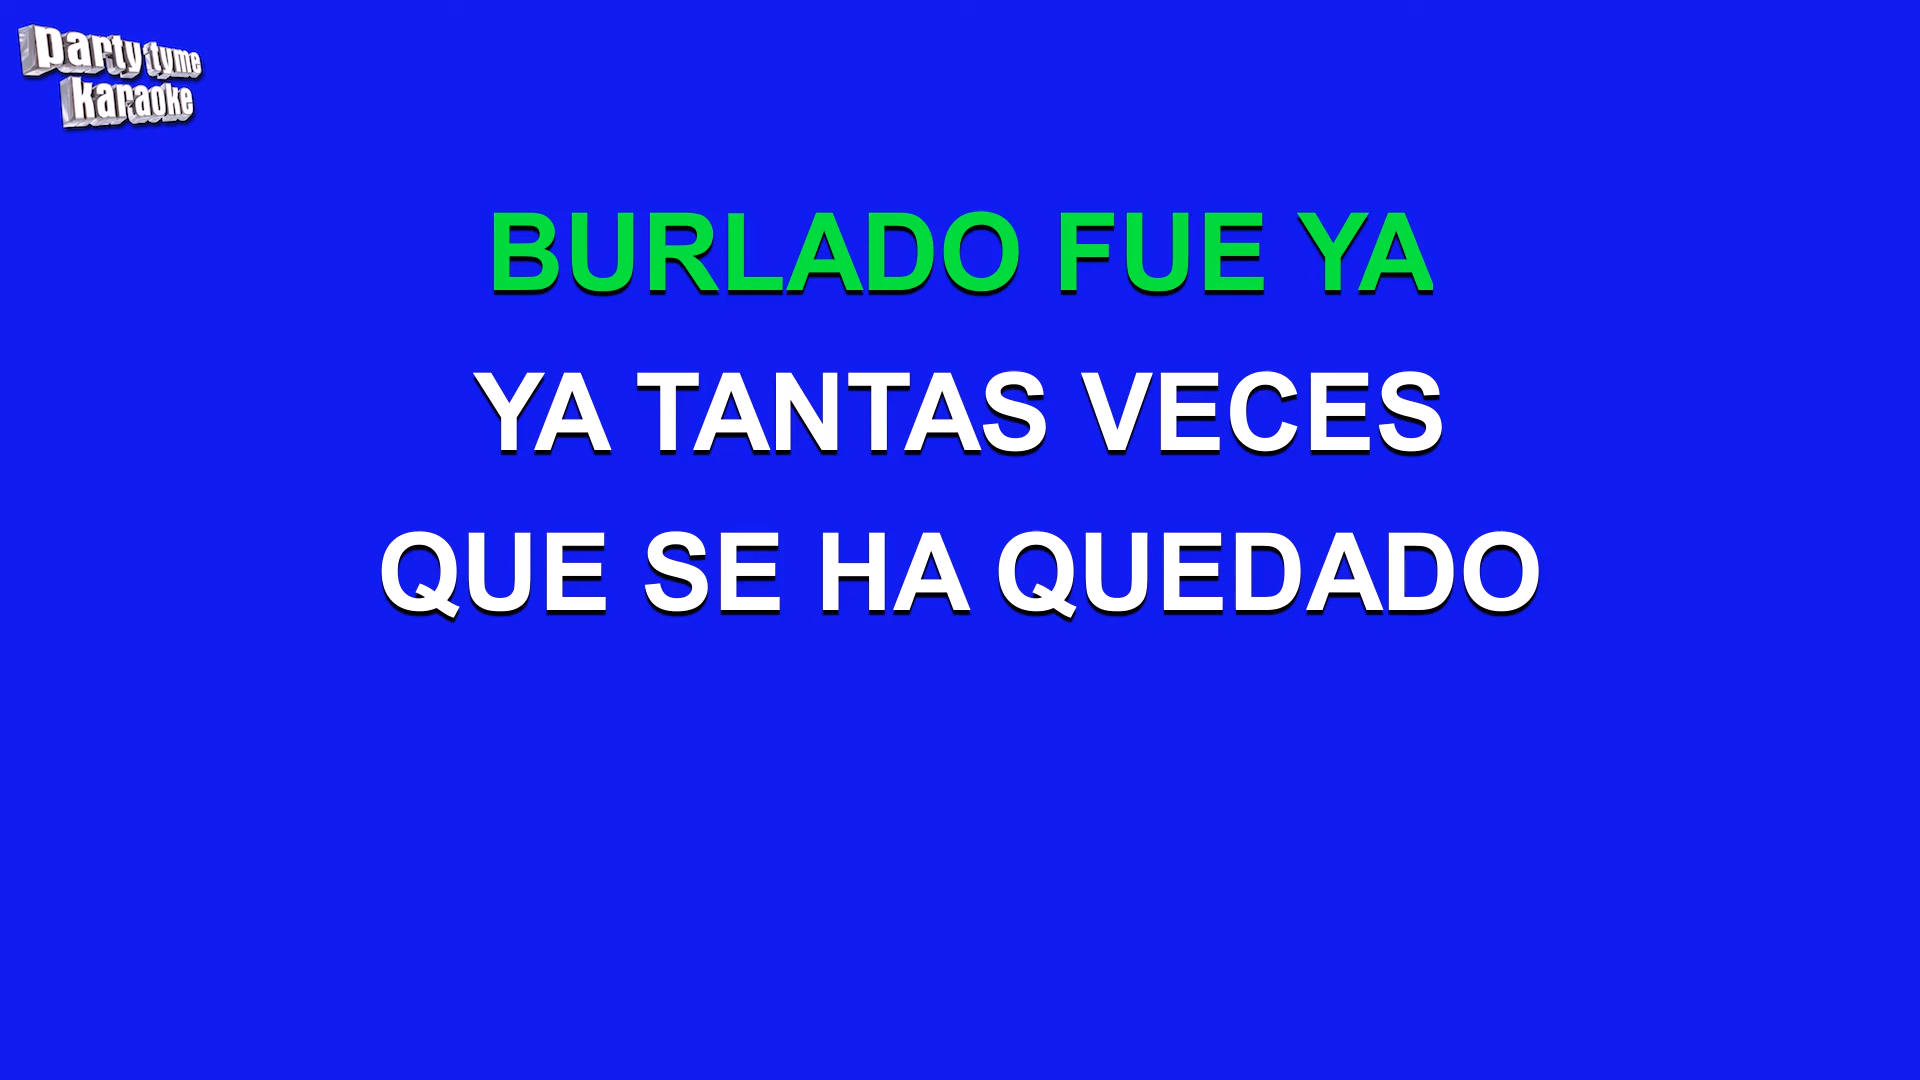 party tyme
karaoke
BURLADO FUE YA
YA TANTAS VECES
QUE SE HA QUEDADO